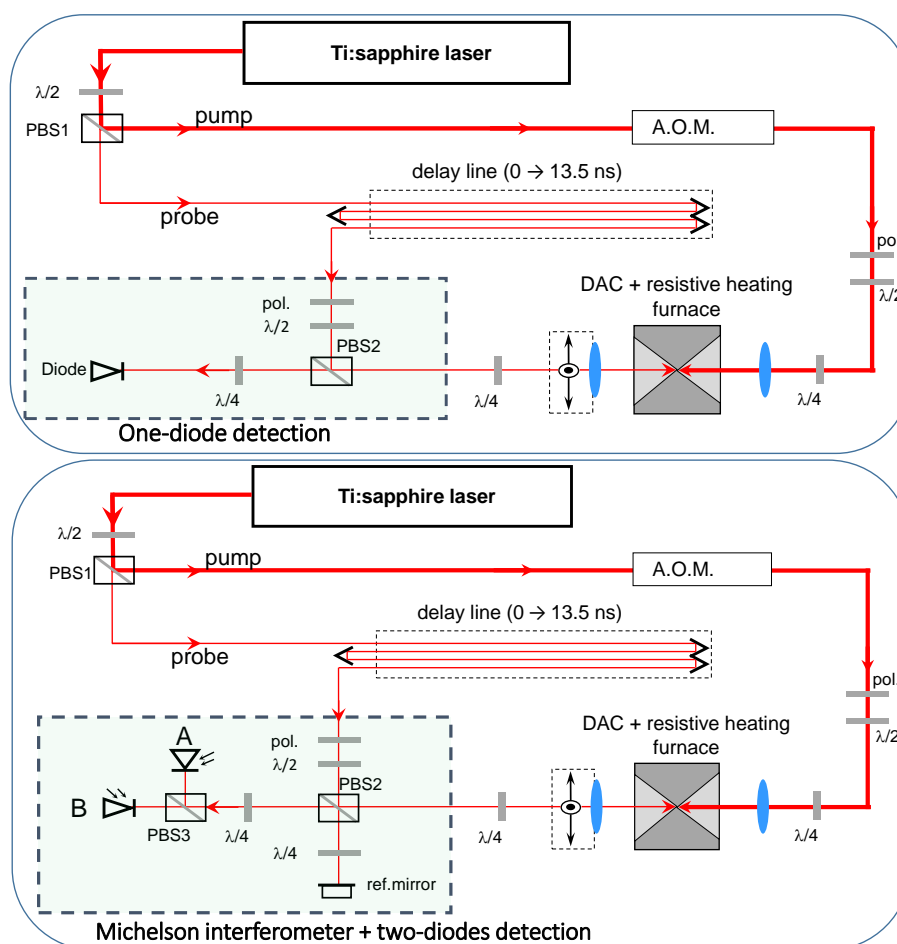 Ti:sapphire laser
λ/2
PBS1
pump
A.O.M.
delay line (0 → 13.5 ns)
probe
pol
λ/2
DAC + resistive heating
furnace
pol.
λ/2
PBS2
Diode
λ/4
λ/4
λ/4
One-diode detection
Ti:sapphire laser
λ/2
PBS1
pump
A.O.M.
delay line (0 → 13.5 ns)
probe
pol.
λ/2
DAC + resistive heating
furnace
A
pol.
λ/2
PBS2
B
PBS3
λ/4
λ/4
λ/4
λ/4
ref.mirror
Michelson interferometer + two-diodes detection